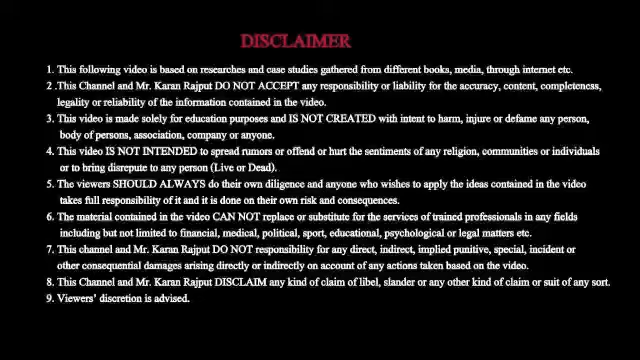 DISCLAIMER
1. This following video is based on researches and case studies gathered from different books, media, through internet etc.
2 .This Channel and Mr. Karan Rajput DO NOT ACCEPT any responsibility or liability for the accuracy, content, completeness,
legality or reliability of the information contained in the video.
3. This video is made solely for education purposes and IS NOT CREATED with intent to harm, injure or defame any person,
body of persons, association, company or anyone.
4. This video IS NOT INTENDED to spread rumors or offend or hurt the sentiments of any religion, communities or individuals
or to bring disrepute to any person (Live or Dead).
5. The viewers SHOULD ALWAYS do their own diligence and anyone who wishes to apply the ideas contained in the video
takes full responsibility of it and it is done on their own risk and consequences.
6. The material contained in the video CAN NOT replace or substitute for the services of trained professionals in any fields
including but not limited to financial, medical, political, sport, educational, psychological or legal matters etc.
7. This channel and Mr. Karan Rajput DO NOT responsibility for any direct, indirect, implied punitive, special, incident or
other consequential damages arising directly or indirectly on account of any actions taken based on the video.
8. This Channel and Mr. Karan Rajput DISCLAIM any kind of claim of libel, slander or any other kind of claim or suit of any sort.
9. Viewers' discretion is advised.